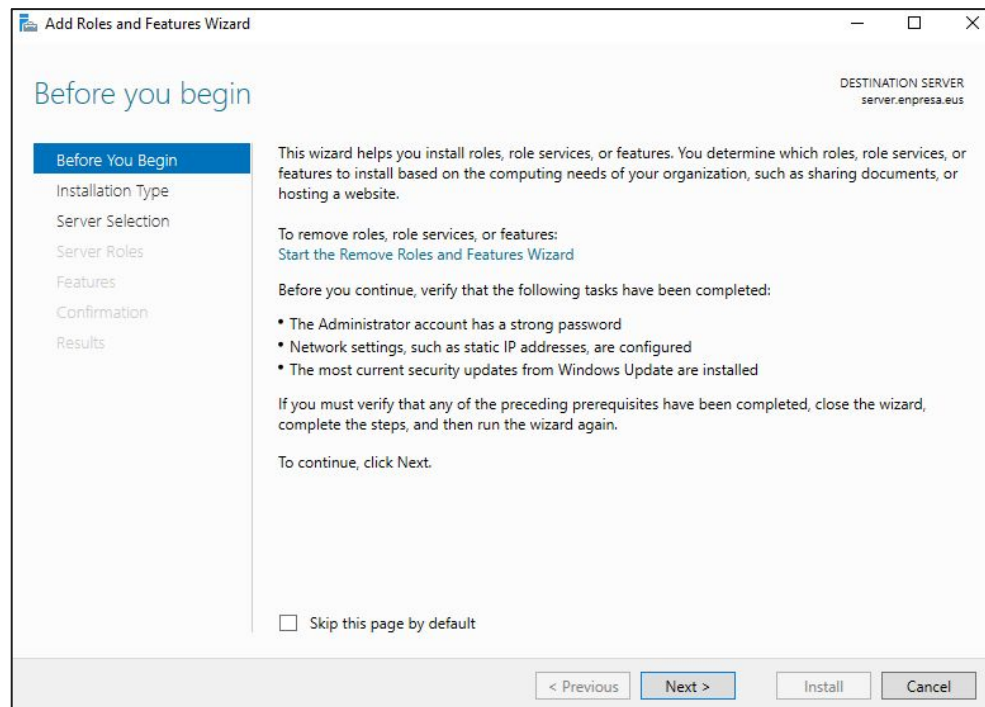 Add Roles and Features Wizard
Before you begin
DESTINATION SERVER
server.enpresa.eus
Before You Begin
Installation Type
Server Selection
Server Roles
Features
Confirmation
Results
This wizard helps you install roles, role services, or features. You determine which roles, role services, or
features to install based on the computing needs of your organization, such as sharing documents, or
hosting a website.
To remove roles, role services, or features:
Start the Remove Roles and Features Wizard
Before you continue, verify that the following tasks have been completed:
• The Administrator account has a strong password
• Network settings, such as static IP addresses, are configured
• The most current security updates from Windows Update are installed
If you must verify that any of the preceding prerequisites have been completed, close the wizard,
complete the steps, and then run the wizard again.
To continue, click Next.
Skip this page by default
< Previous
Next >
Install
Cancel